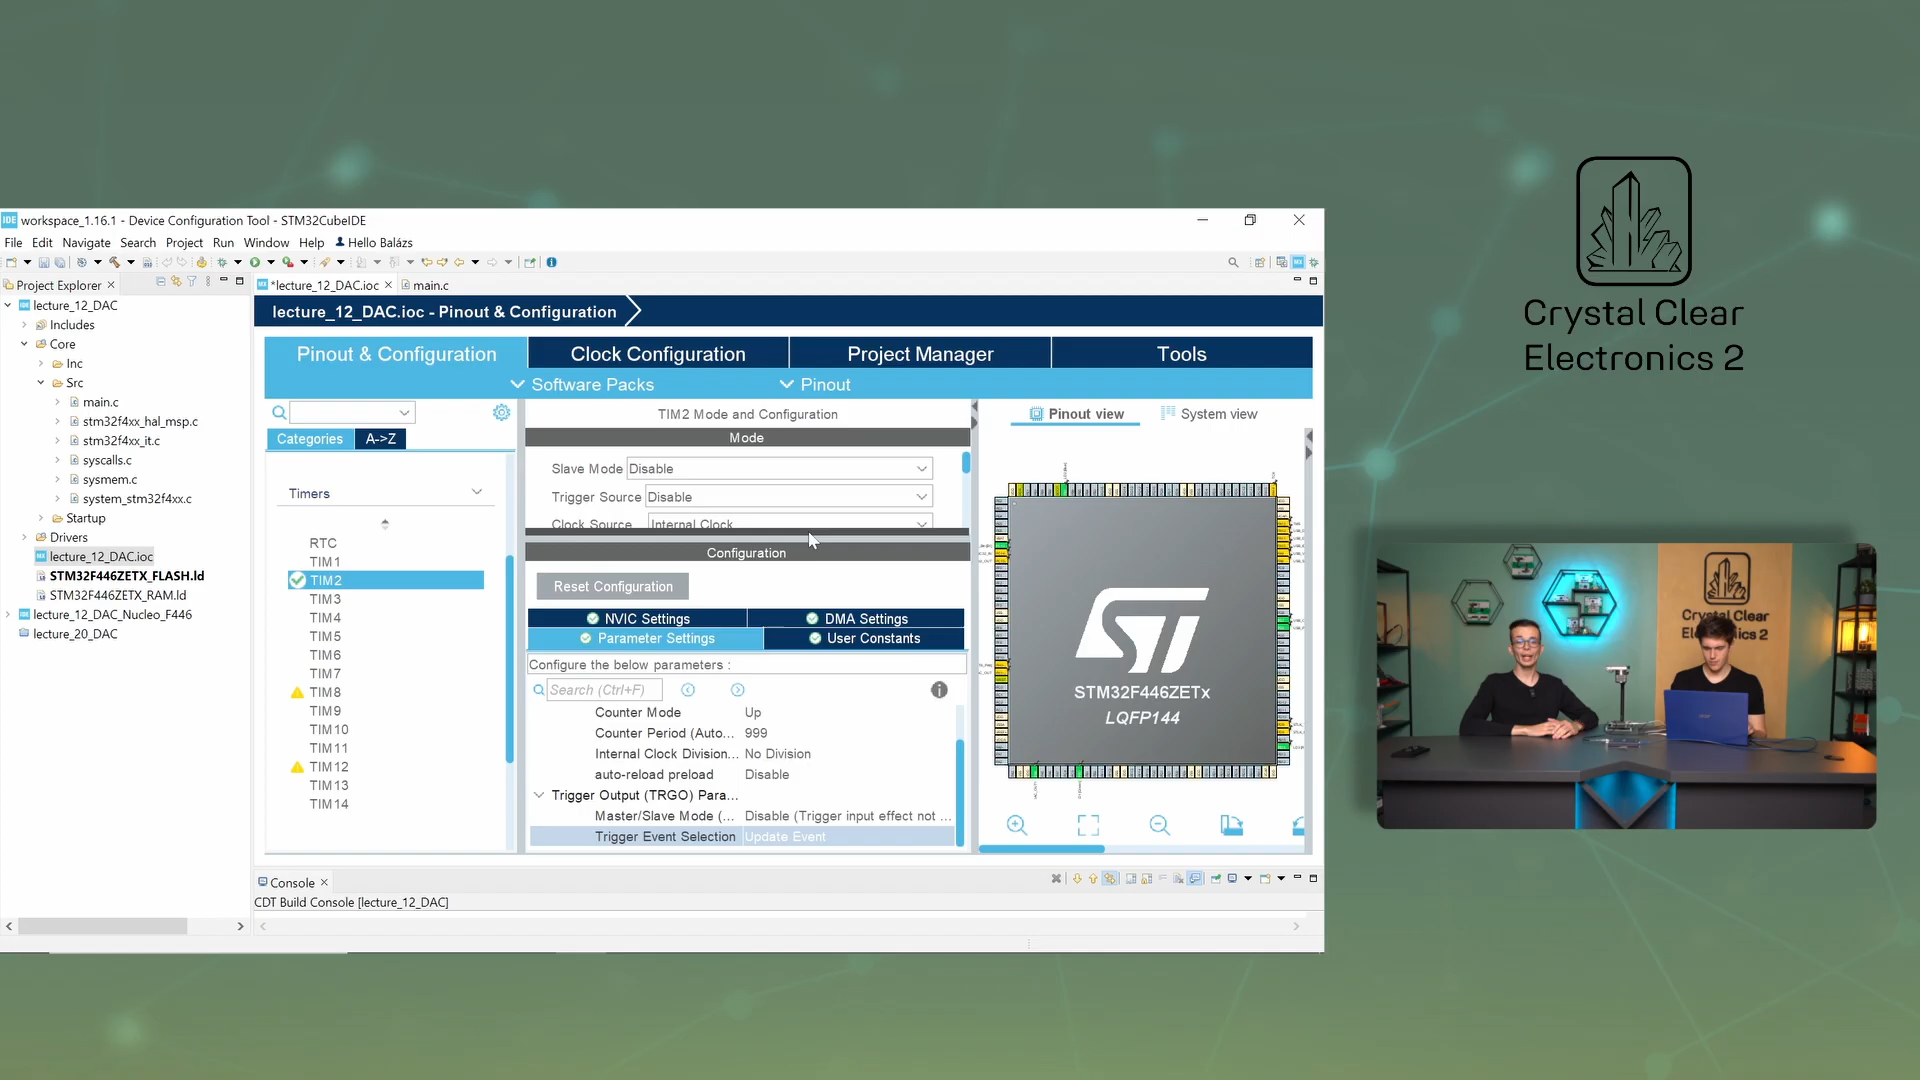 IDE workspace_1.16.1 - Device Configuration Tool - STM32CubeIDE
File Edit Navigate Search Project Run Window Help Hello Balázs
Project Explorer
lecture_12_DAC
Includes
Core
Inc
Src
main.c
stm32f4xx_hal_msp.c
stm32f4xx_it.c
syscalls.c
sysmem.c
system_stm32f4xx.c
Startup
Drivers
lecture_12_DAC.ioc
STM32F446ZETX_FLASH.ld
STM32F446ZETX_RAM.ld
lecture_12_DAC_Nucleo_F446
lecture_20_DAC
*lecture_12_DAC.ioc main.c
lecture_12_DAC.ioc - Pinout & Configuration
Pinout & Configuration Clock Configuration Project Manager Tools
Software Packs Pinout
Categories A->Z
Timers
RTC
TIM1
TIM2
TIM3
TIM4
TIM5
TIM6
TIM7
TIM8
TIM9
TIM10
TIM11
TIM12
TIM13
TIM14
TIM2 Mode and Configuration
Mode
Slave Mode Disable
Trigger Source Disable
Clock Source Internal Clock
Configuration
Reset Configuration
NVIC Settings DMA Settings
Parameter Settings User Constants
Configure the below parameters :
Search (Ctrl+F)
Counter Mode Up
Counter Period (Auto... 999
Internal Clock Division... No Division
auto-reload preload Disable
Trigger Output (TRGO) Para...
Master/Slave Mode (... Disable (Trigger input effect not ...
Trigger Event Selection Update Event
Pinout view System view
STM32F446ZETx
LQFP144
Console
CDT Build Console [lecture_12_DAC]
Crystal Clear
Electronics 2
Crystal Clear
Electronics 2